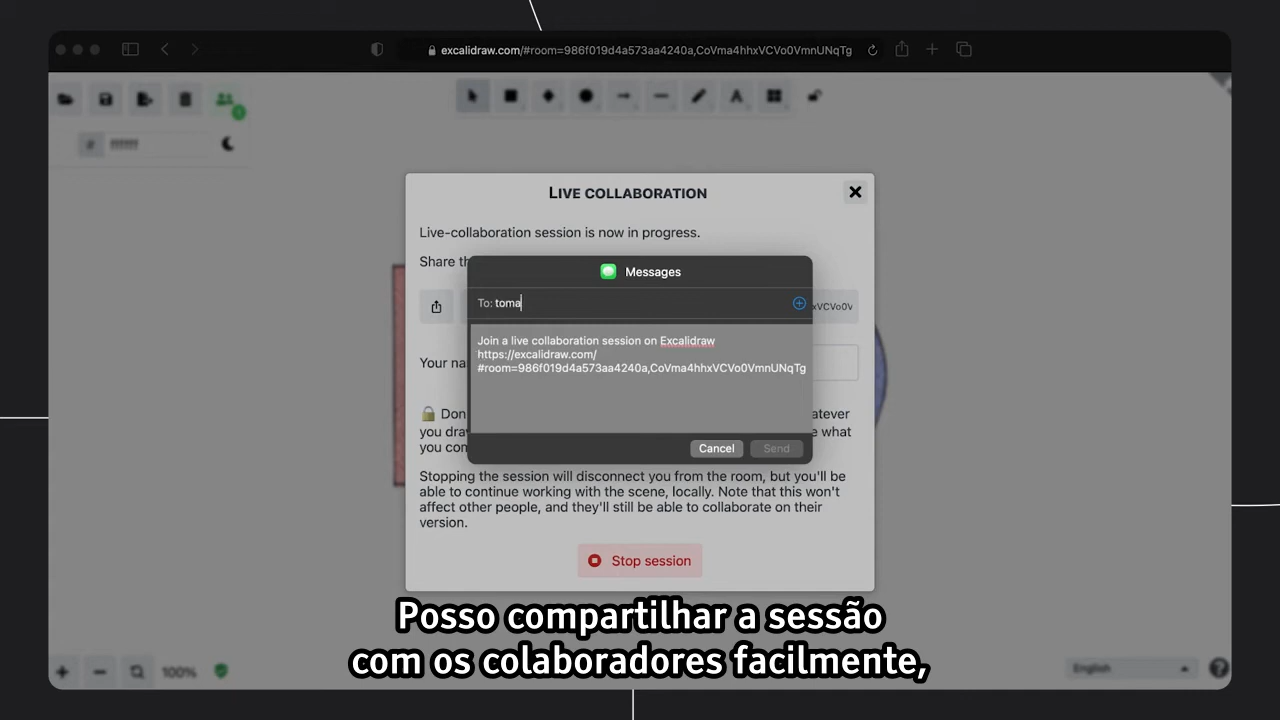 excalidraw.com/#room=986f019d4a573aa4240a,CoVma4hhxVCVo0VmnUNqTg
A
# ffffff
LIVE COLLABORATION
Live-collaboration session is now in progress.
Share th
Messages
To: toma
xVCVo0V
Join a live collaboration session on Excalidraw
https://excalidraw.com/
#room=986f019d4a573aa4240a,CoVma4hhxVCVo0VmnUNqTg
Your na
Don
atever
you dra
e what
you com
Cancel
Send
Stopping the session will disconnect you from the room, but you'll be
able to continue working with the scene, locally. Note that this won't
affect other people, and they'll still be able to collaborate on their
version.
Stop session
Posso compartilhar a sessão
com os colaboradores facilmente,
100%
English
?